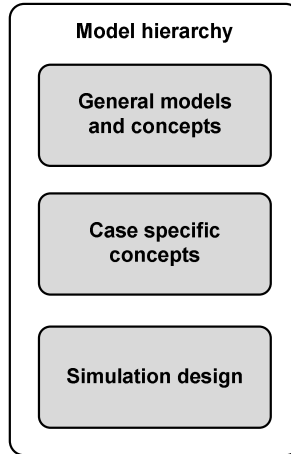 Model hierarchy
General models
and concepts
Case specific
concepts
Simulation design